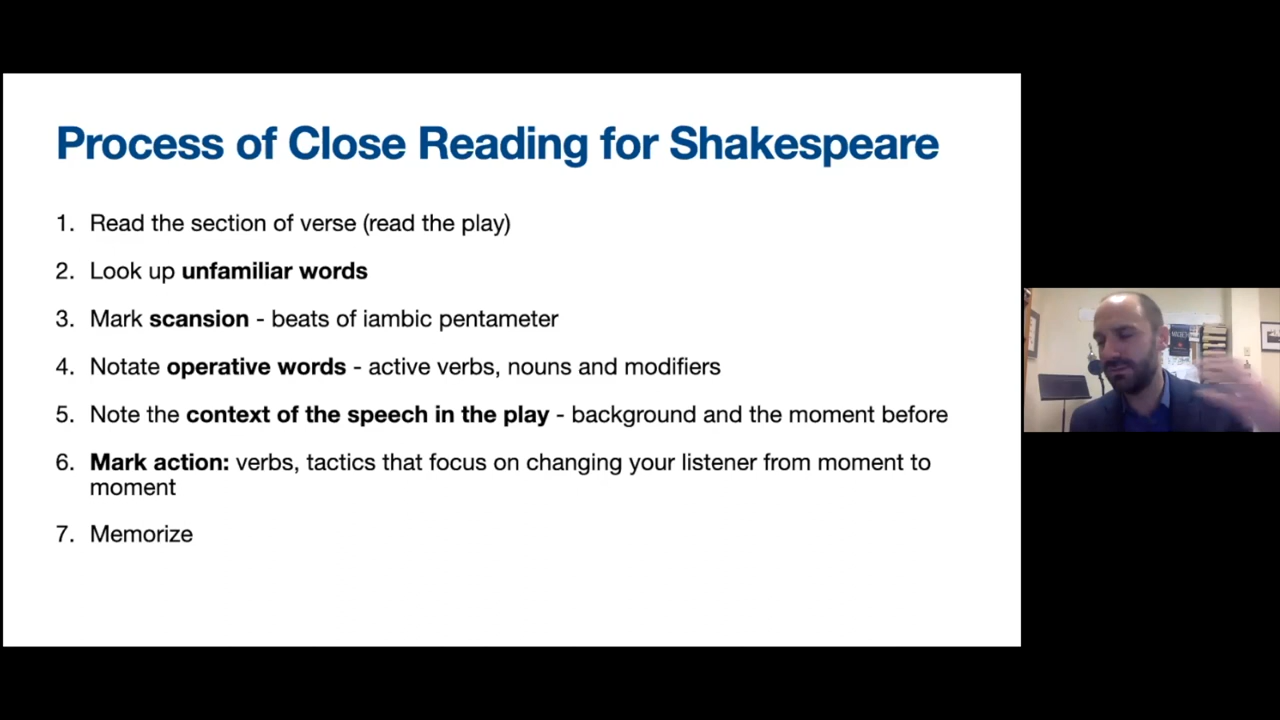 Process of Close Reading for Shakespeare
1. Read the section of verse (read the play)
2. Look up unfamiliar words
3. Mark scansion - beats of iambic pentameter
4. Notate operative words - active verbs, nouns and modifiers
5. Note the context of the speech in the play - background and the moment before
6. Mark action: verbs, tactics that focus on changing your listener from moment to
moment
7. Memorize